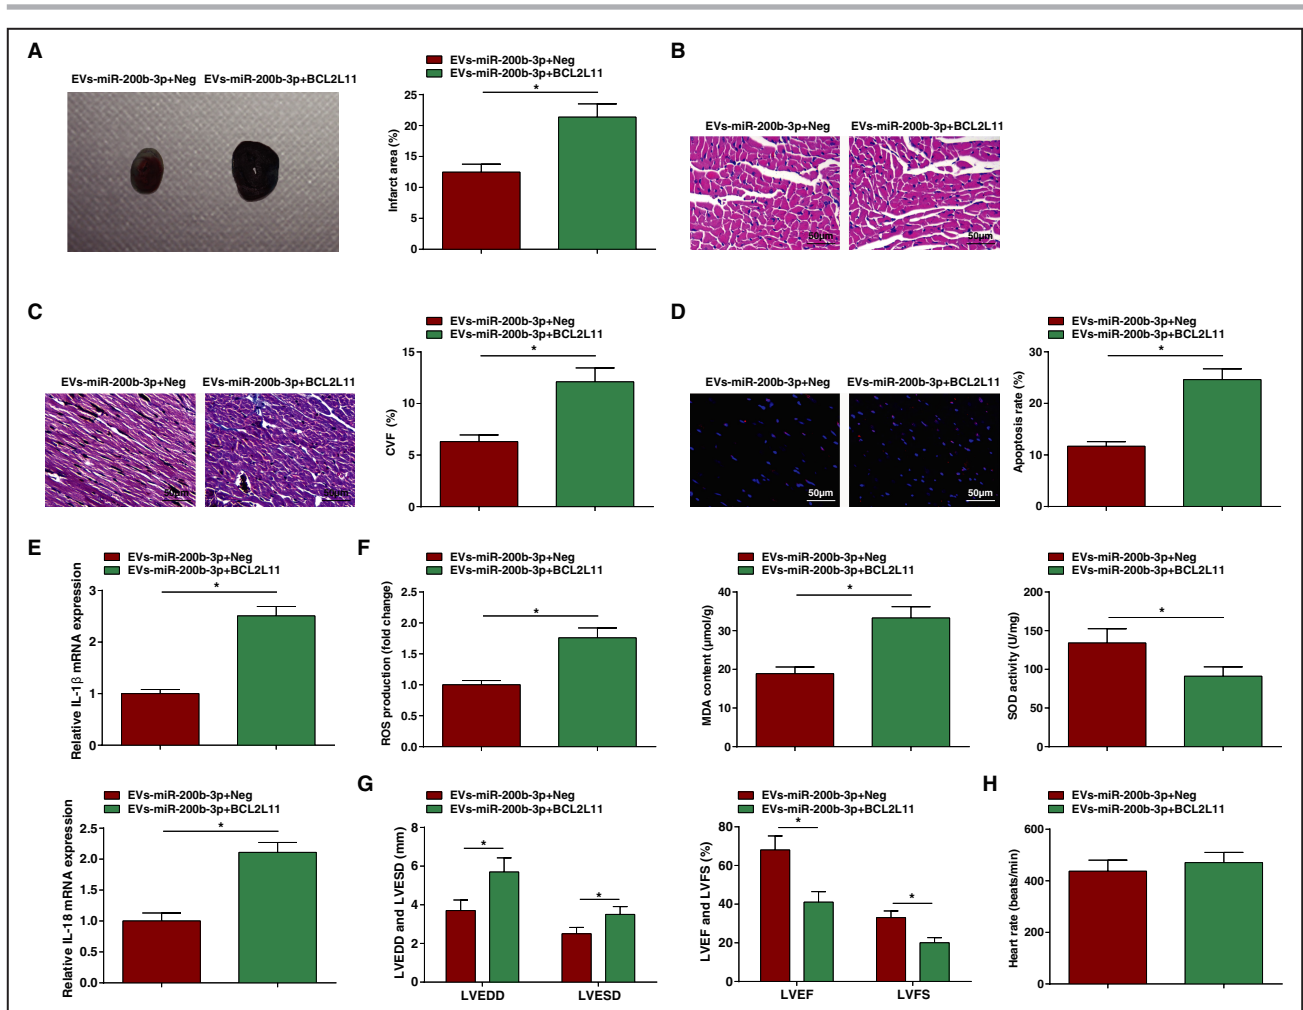 A
EVs-miR-200b-3p+Neg EVs-miR-200b-3p+BCL2L11
EVs-miR-200b-3p+Neg
EVs-miR-200b-3p+BCL2L11
*
Infarct area (%)
25
20
15
10
5
0
B
EVs-miR-200b-3p+Neg EVs-miR-200b-3p+BCL2L11
50μm 50μm
C
EVs-miR-200b-3p+Neg EVs-miR-200b-3p+BCL2L11
50μm 50μm
EVs-miR-200b-3p+Neg
EVs-miR-200b-3p+BCL2L11
*
CVF (%)
15
10
5
0
D
EVs-miR-200b-3p+Neg EVs-miR-200b-3p+BCL2L11
50μm 50μm
EVs-miR-200b-3p+Neg
EVs-miR-200b-3p+BCL2L11
*
Apoptosis rate (%)
30
20
10
0
E
EVs-miR-200b-3p+Neg
EVs-miR-200b-3p+BCL2L11
*
Relative IL-1β mRNA expression
3
2
1
0
F
EVs-miR-200b-3p+Neg
EVs-miR-200b-3p+BCL2L11
*
ROS production (fold change)
2.5
2.0
1.5
1.0
0.5
0.0
EVs-miR-200b-3p+Neg
EVs-miR-200b-3p+BCL2L11
*
MDA content (μmol/g)
40
30
20
10
0
EVs-miR-200b-3p+Neg
EVs-miR-200b-3p+BCL2L11
*
SOD activity (U/mg)
150
100
50
0
EVs-miR-200b-3p+Neg
EVs-miR-200b-3p+BCL2L11
*
Relative IL-18 mRNA expression
2.5
2.0
1.5
1.0
0.5
0.0
G
EVs-miR-200b-3p+Neg
EVs-miR-200b-3p+BCL2L11
* *
LVEDD and LVESD (mm)
8
6
4
2
0
LVEDD LVESD
EVs-miR-200b-3p+Neg
EVs-miR-200b-3p+BCL2L11
* *
LVEF and LVFS (%)
80
60
40
20
0
LVEF LVFS
H
EVs-miR-200b-3p+Neg
EVs-miR-200b-3p+BCL2L11
Heart rate (beats/min)
600
400
200
0